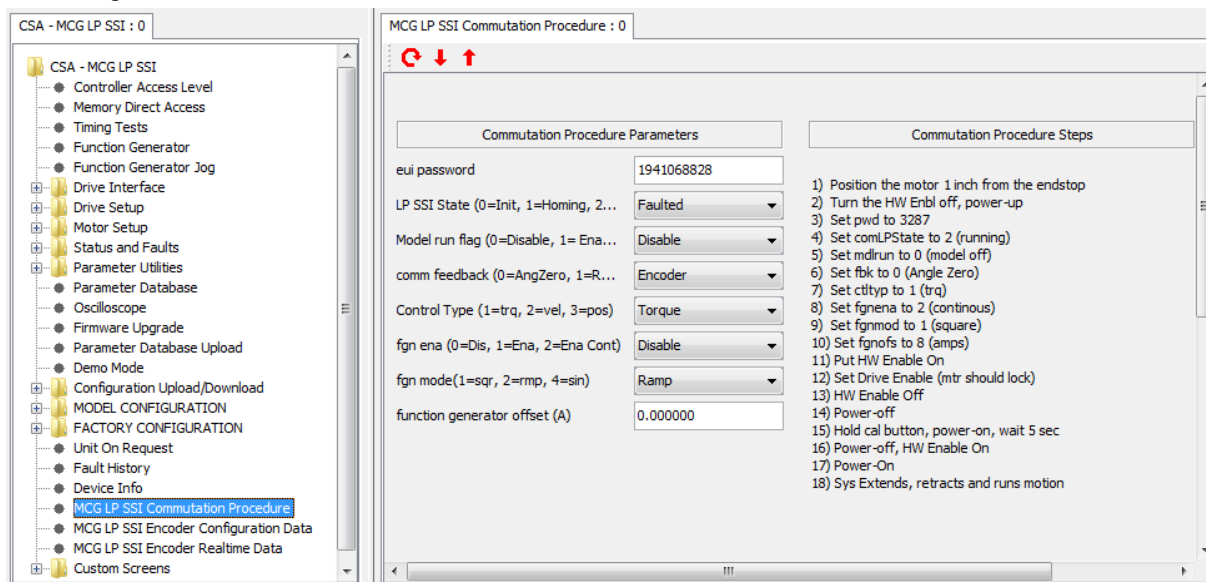 CSA - MCG LP SSI : 0
CSA - MCG LP SSI
Controller Access Level
Memory Direct Access
Timing Tests
Function Generator
Function Generator Jog
Drive Interface
Drive Setup
Motor Setup
Status and Faults
Parameter Utilities
Parameter Database
Oscilloscope
Firmware Upgrade
Parameter Database Upload
Demo Mode
Configuration Upload/Download
MODEL CONFIGURATION
FACTORY CONFIGURATION
Unit On Request
Fault History
Device Info
MCG LP SSI Commutation Procedure
MCG LP SSI Encoder Configuration Data
MCG LP SSI Encoder Realtime Data
Custom Screens
MCG LP SSI Commutation Procedure : 0
Commutation Procedure Parameters
eui password 1941068828
LP SSI State (0=Init, 1=Homing, 2... Faulted
Model run flag (0=Disable, 1= Ena... Disable
comm feedback (0=AngZero, 1=R... Encoder
Control Type (1=trq, 2=vel, 3=pos) Torque
fgn ena (0=Dis, 1=Ena, 2=Ena Cont) Disable
fgn mode(1=sqr, 2=rmp, 4=sin) Ramp
function generator offset (A) 0.000000
Commutation Procedure Steps
1) Position the motor 1 inch from the endstop
2) Turn the HW Enbl off, power-up
3) Set pwd to 3287
4) Set comLPState to 2 (running)
5) Set mdlrun to 0 (model off)
6) Set fbk to 0 (Angle Zero)
7) Set ctltyp to 1 (trq)
8) Set fgnena to 2 (continous)
9) Set fgnmod to 1 (square)
10) Set fgnofs to 8 (amps)
11) Put HW Enable On
12) Set Drive Enable (mtr should lock)
13) HW Enable Off
14) Power-off
15) Hold cal button, power-on, wait 5 sec
16) Power-off, HW Enable On
17) Power-On
18) Sys Extends, retracts and runs motion